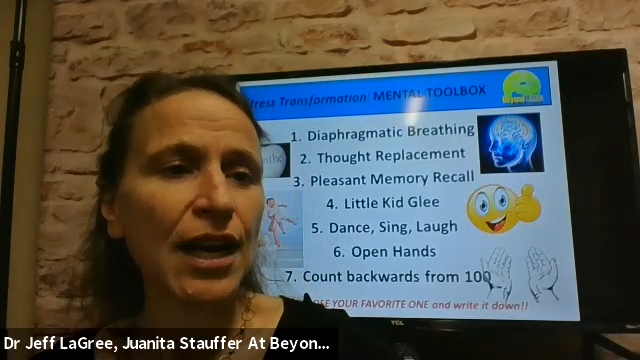 Stress Transformation: MENTAL TOOLBOX
1. Diaphragmatic Breathing
2. Thought Replacement
3. Pleasant Memory Recall
4. Little Kid Glee
5. Dance, Sing, Laugh
6. Open Hands
7. Count backwards from 100
YOUR FAVORITE ONE and write it down!!
TCL
Dr Jeff LaGree, Juanita Stauffer At Beyon...